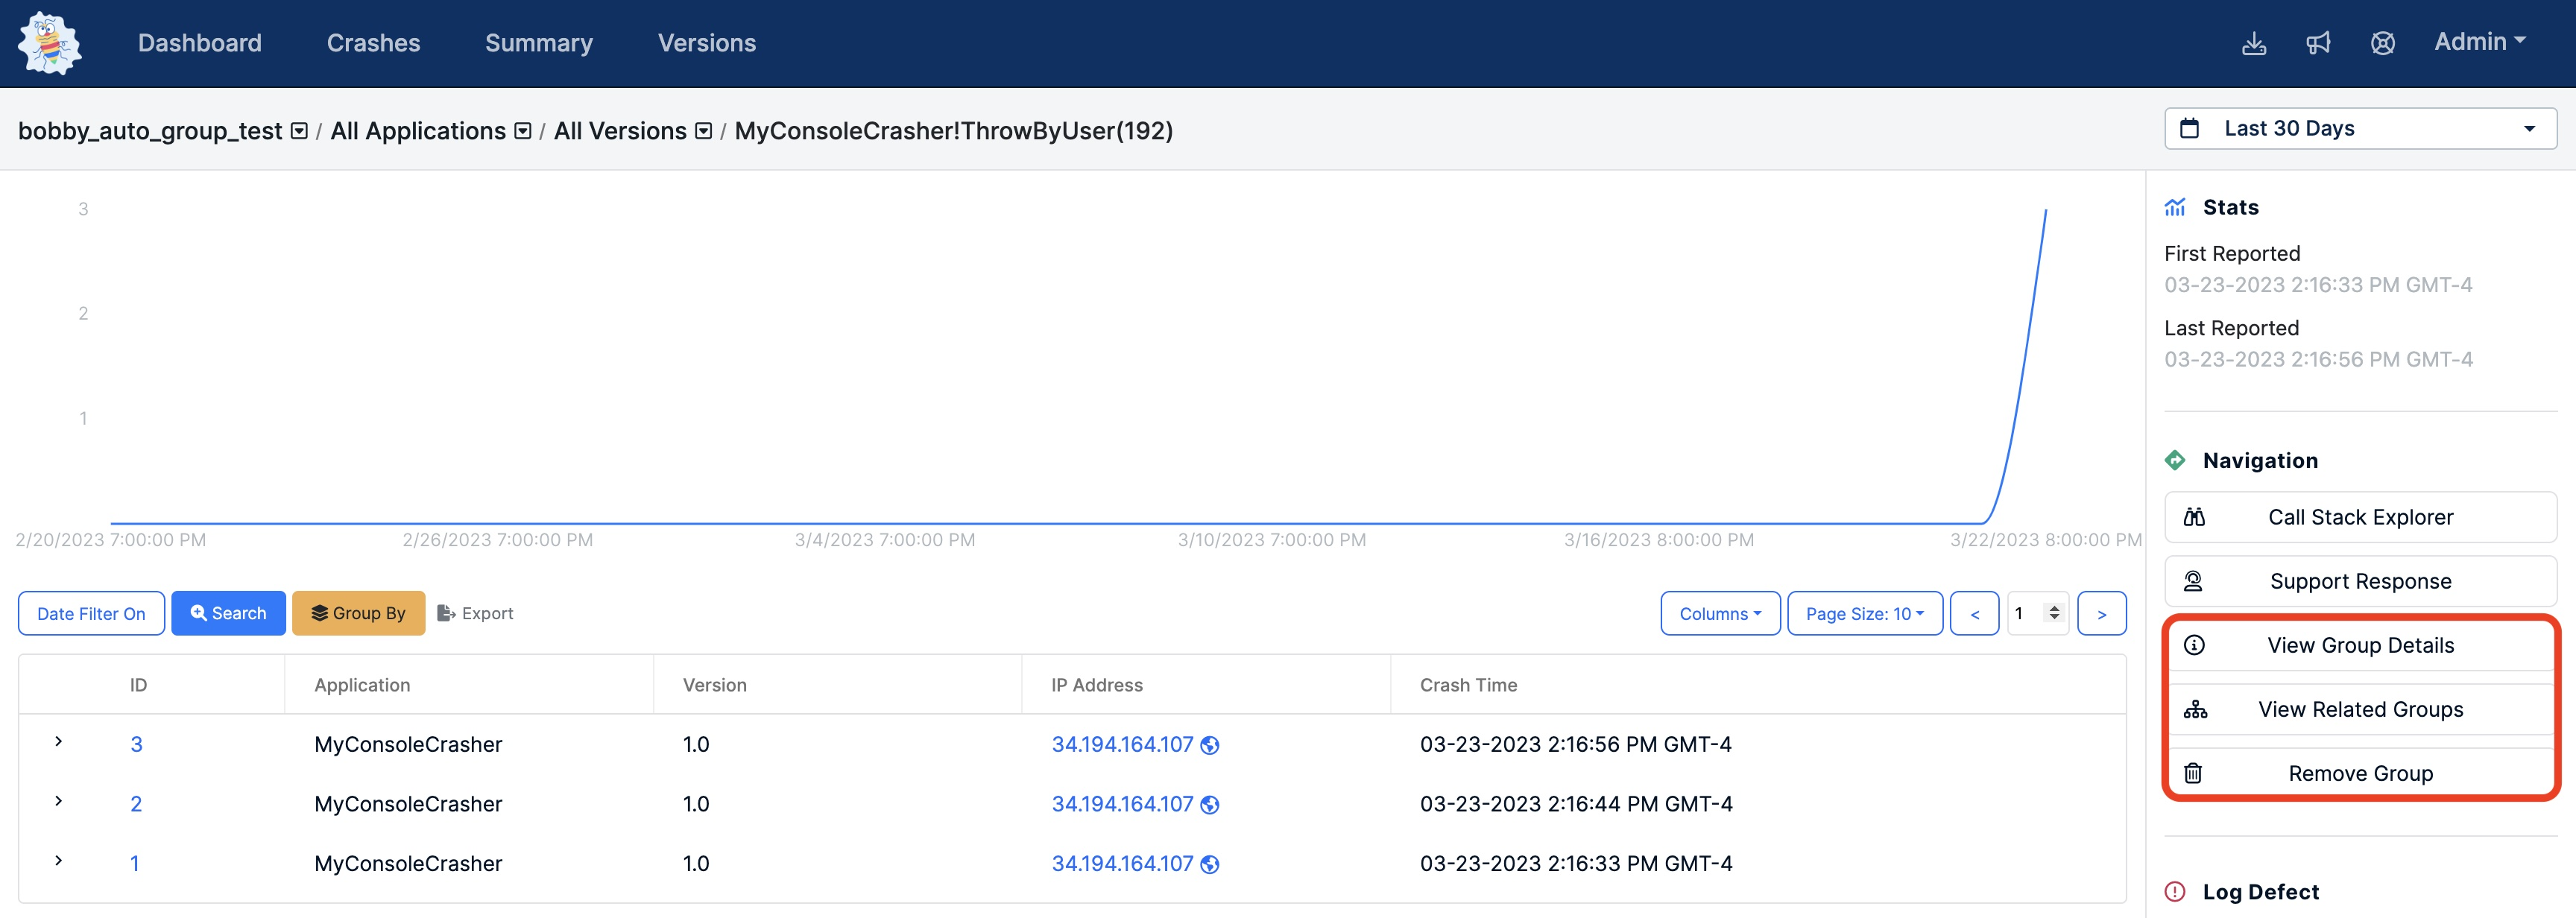 Dashboard Crashes Summary Versions Admin
bobby_auto_group_test / All Applications / All Versions / MyConsoleCrasher!ThrowByUser(192)
Last 30 Days
3
2
1
2/20/2023 7:00:00 PM 2/26/2023 7:00:00 PM 3/4/2023 7:00:00 PM 3/10/2023 7:00:00 PM 3/16/2023 8:00:00 PM 3/22/2023 8:00:00 PM
Date Filter On Search Group By Export Columns Page Size: 10 < 1 >
ID Application Version IP Address Crash Time
3 MyConsoleCrasher 1.0 34.194.164.107 03-23-2023 2:16:56 PM GMT-4
2 MyConsoleCrasher 1.0 34.194.164.107 03-23-2023 2:16:44 PM GMT-4
1 MyConsoleCrasher 1.0 34.194.164.107 03-23-2023 2:16:33 PM GMT-4
Stats
First Reported
03-23-2023 2:16:33 PM GMT-4
Last Reported
03-23-2023 2:16:56 PM GMT-4
Navigation
Call Stack Explorer
Support Response
View Group Details
View Related Groups
Remove Group
Log Defect